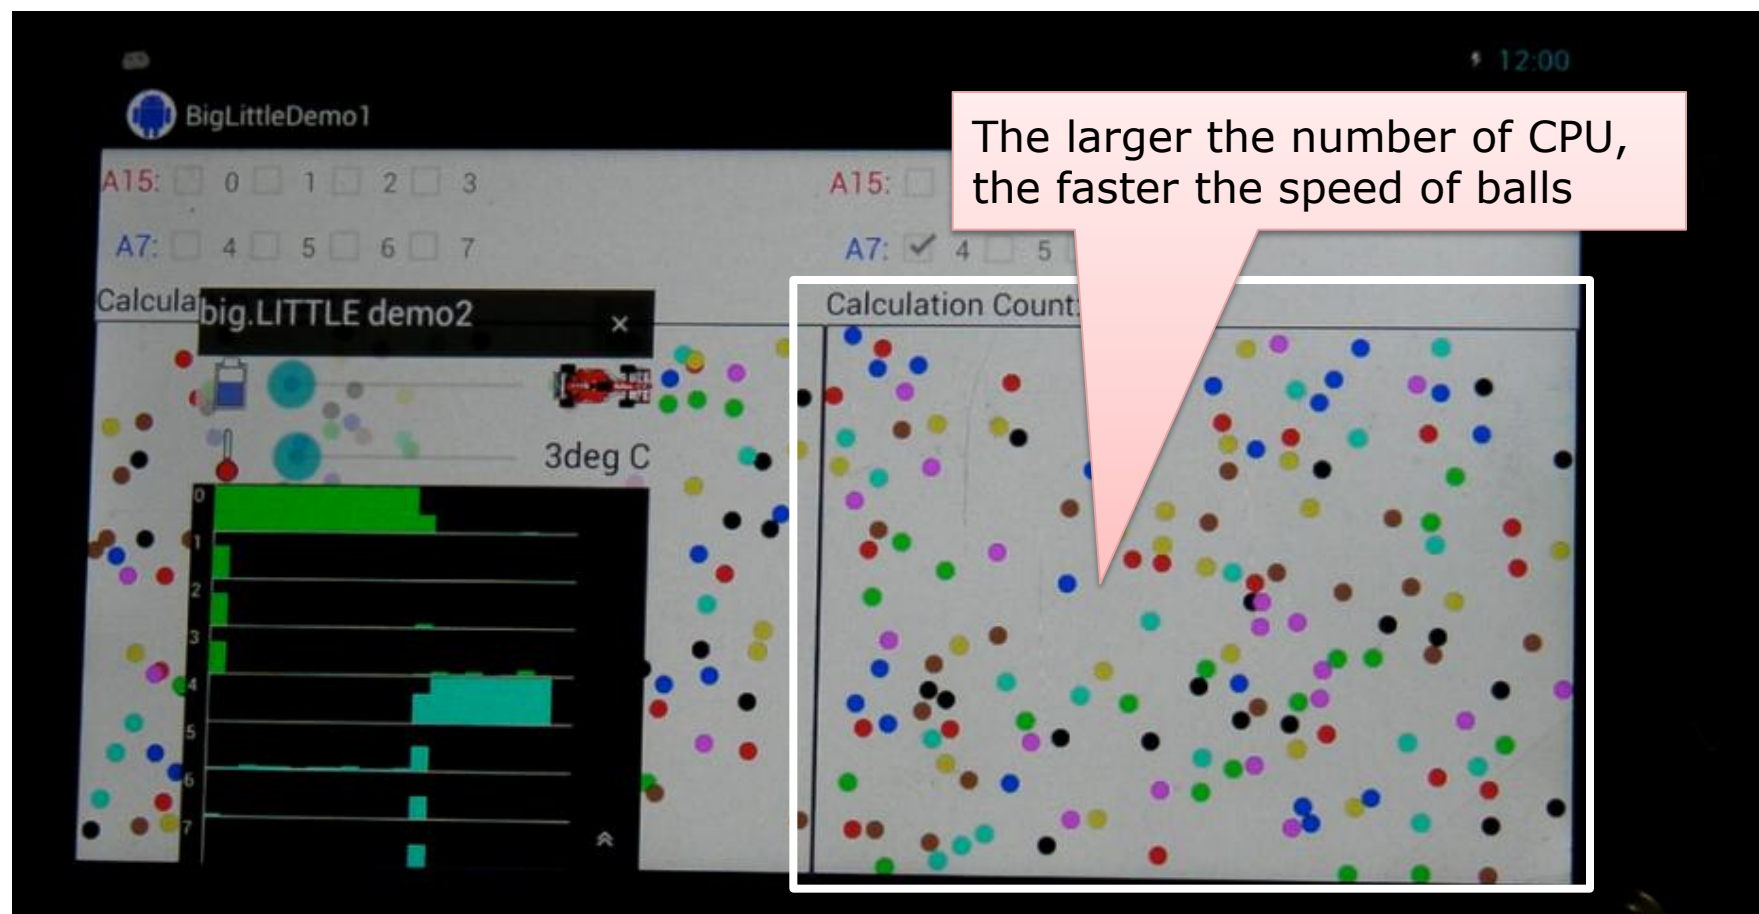 12:00
BigLittleDemo1
The larger the number of CPU,
the faster the speed of balls
A15: 0 1 2 3
A15:
A7: 4 5 6 7
A7: 4 5
Calcula
big.LITTLE demo2
×
Calculation Count:
3deg C
0
1
2
3
4
5
6
7